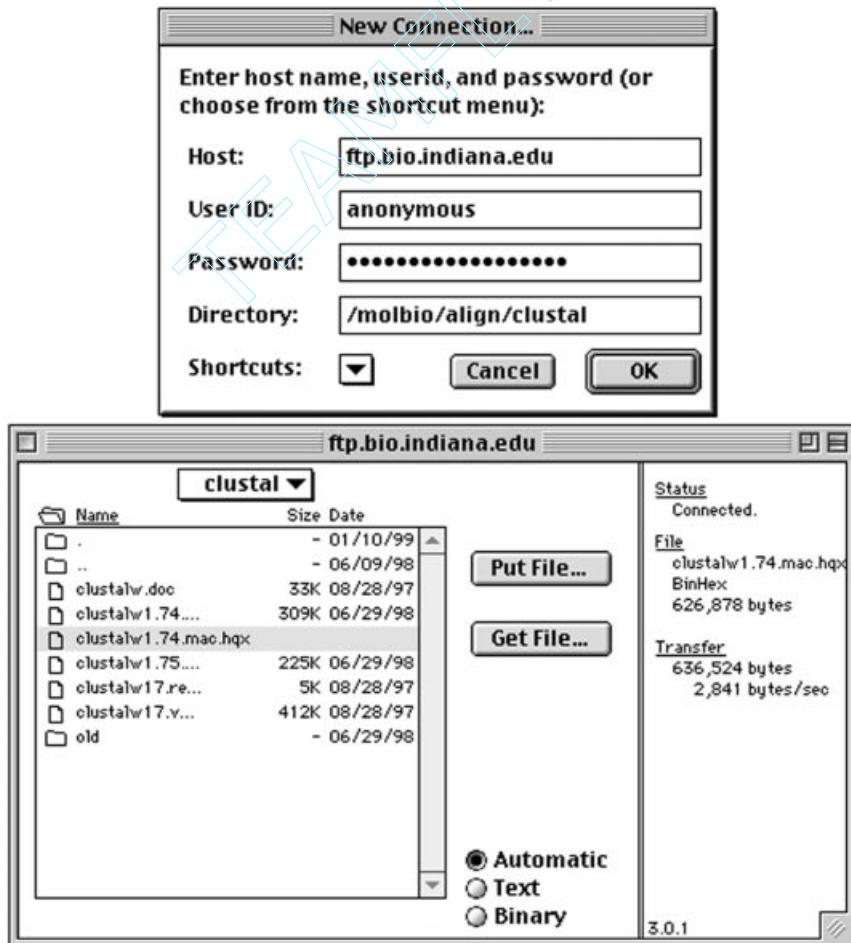 New Connection...
Enter host name, userid, and password (or
choose from the shortcut menu):
Host: ftp.bio.indiana.edu
User ID: anonymous
Password: ••••••••••••••••••
Directory: /molbio/align/clustal
Shortcuts: Cancel OK
ftp.bio.indiana.edu
clustal
Name Size Date
. - 01/10/99
.. - 06/09/98
clustalw.doc 33K 08/28/97
clustalw1.74.... 309K 06/29/98
clustalw1.74.mac.hqx
clustalw1.75.... 225K 06/29/98
clustalw17.re... 5K 08/28/97
clustalw17.v... 412K 08/28/97
old - 06/29/98
Put File...
Get File...
Automatic
Text
Binary
Status
Connected.
File
clustalw1.74.mac.hqx
BinHex
626,878 bytes
Transfer
636,524 bytes
2,841 bytes/sec
3.0.1